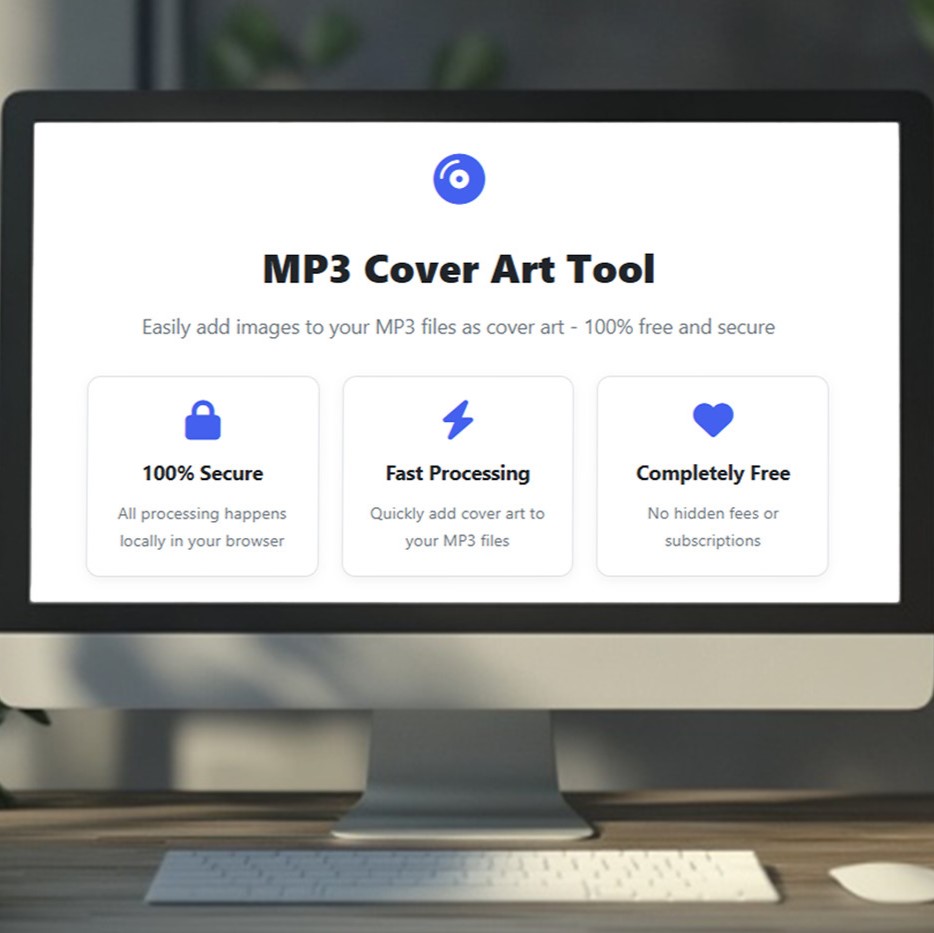 MP3 Cover Art Tool
Easily add images to your MP3 files as cover art - 100% free and secure
100% Secure
All processing happens
locally in your browser
Fast Processing
Quickly add cover art to
your MP3 files
Completely Free
No hidden fees or
subscriptions